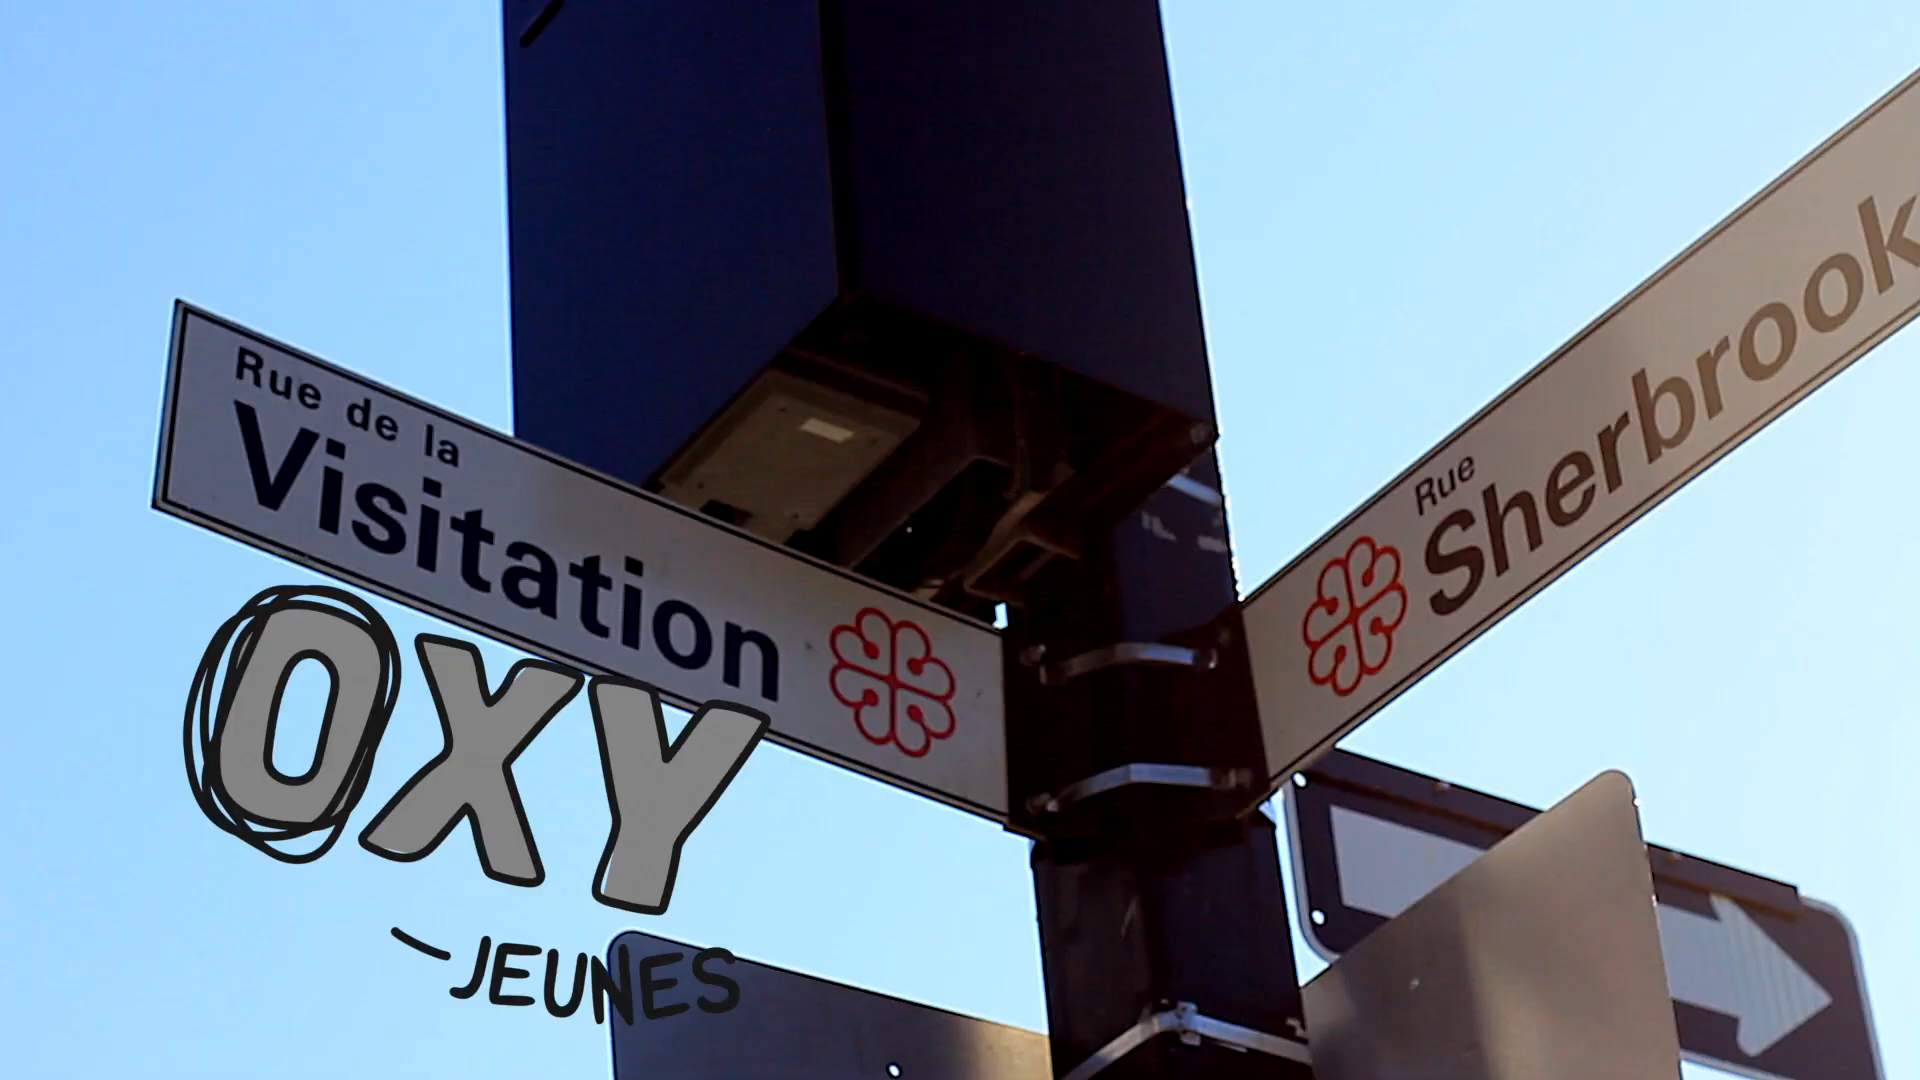 Rue de la
Visitation
Rue
Sherbrook
OXY
-JEUNES